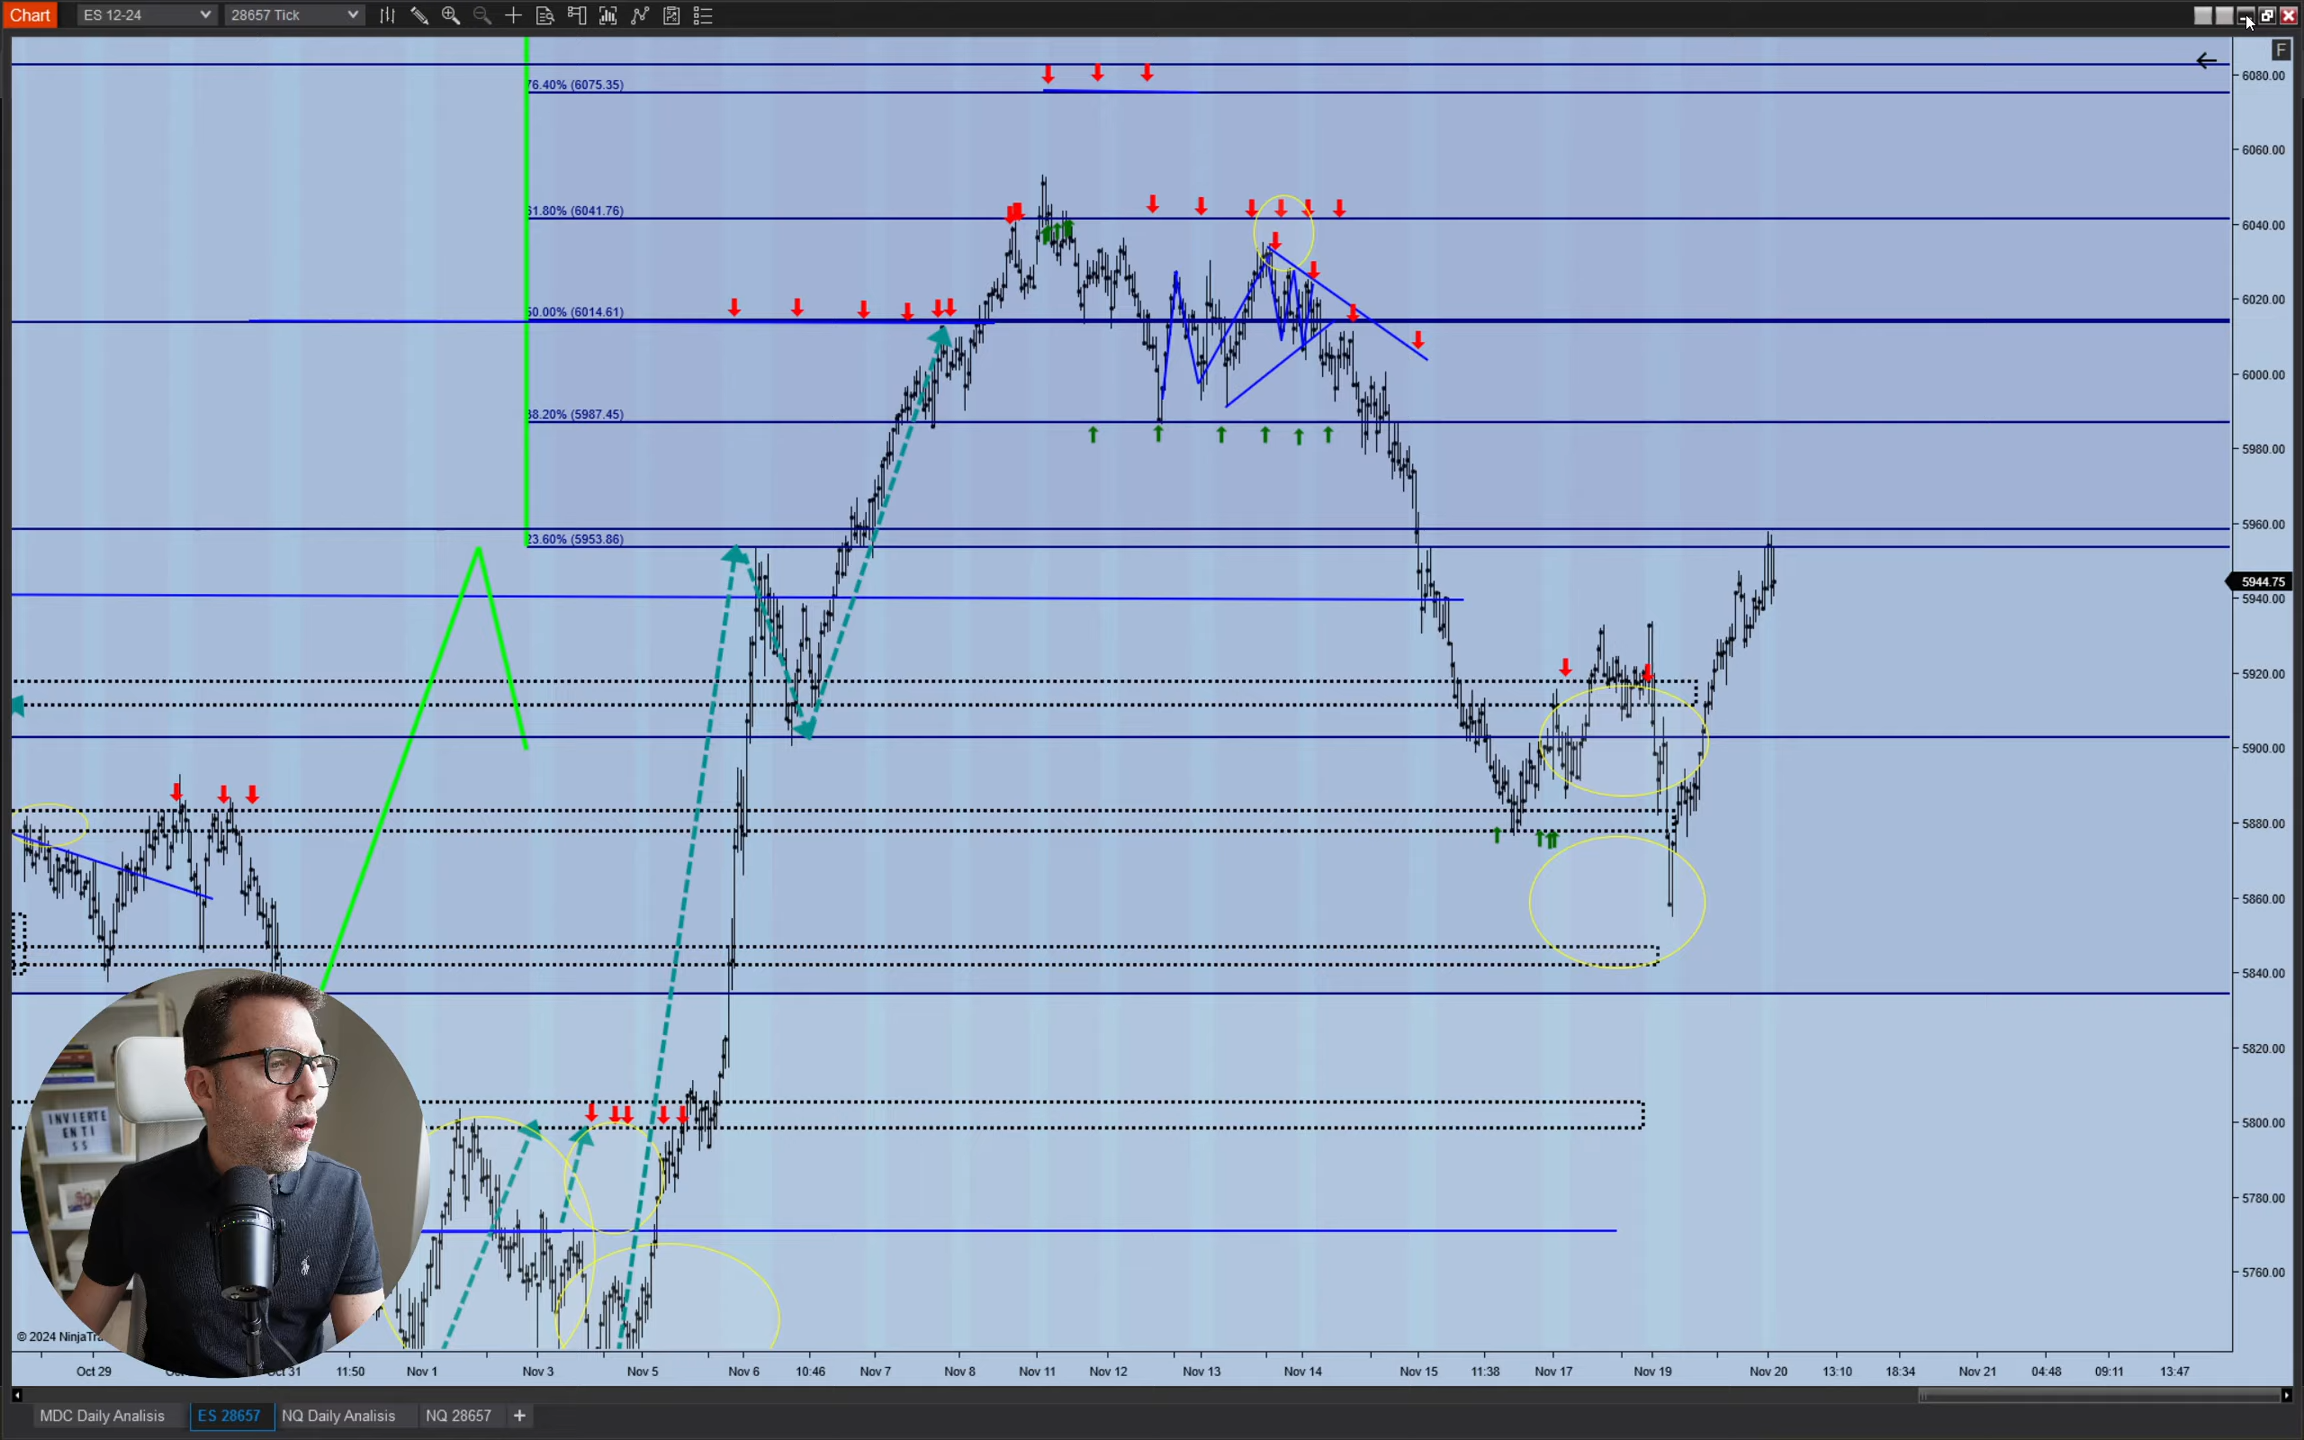 Chart
ES 12-24
28657 Tick
F
76.40% (6075.35)
61.80% (6041.76)
50.00% (6014.61)
38.20% (5987.45)
23.60% (5953.86)
6080.00
6060.00
6040.00
6020.00
6000.00
5980.00
5960.00
5944.75
5940.00
5920.00
5900.00
5880.00
5860.00
5840.00
5820.00
5800.00
5780.00
5760.00
INVIERTE
EN TI
SS
© 2024 NinjaTr
Oct 29
Oct 31
11:50
Nov 1
Nov 3
Nov 5
Nov 6
10:46
Nov 7
Nov 8
Nov 11
Nov 12
Nov 13
Nov 14
Nov 15
11:38
Nov 17
Nov 19
Nov 20
13:10
18:34
Nov 21
04:48
09:11
13:47
MDC Daily Analisis
ES 28657
NQ Daily Analisis
NQ 28657
+